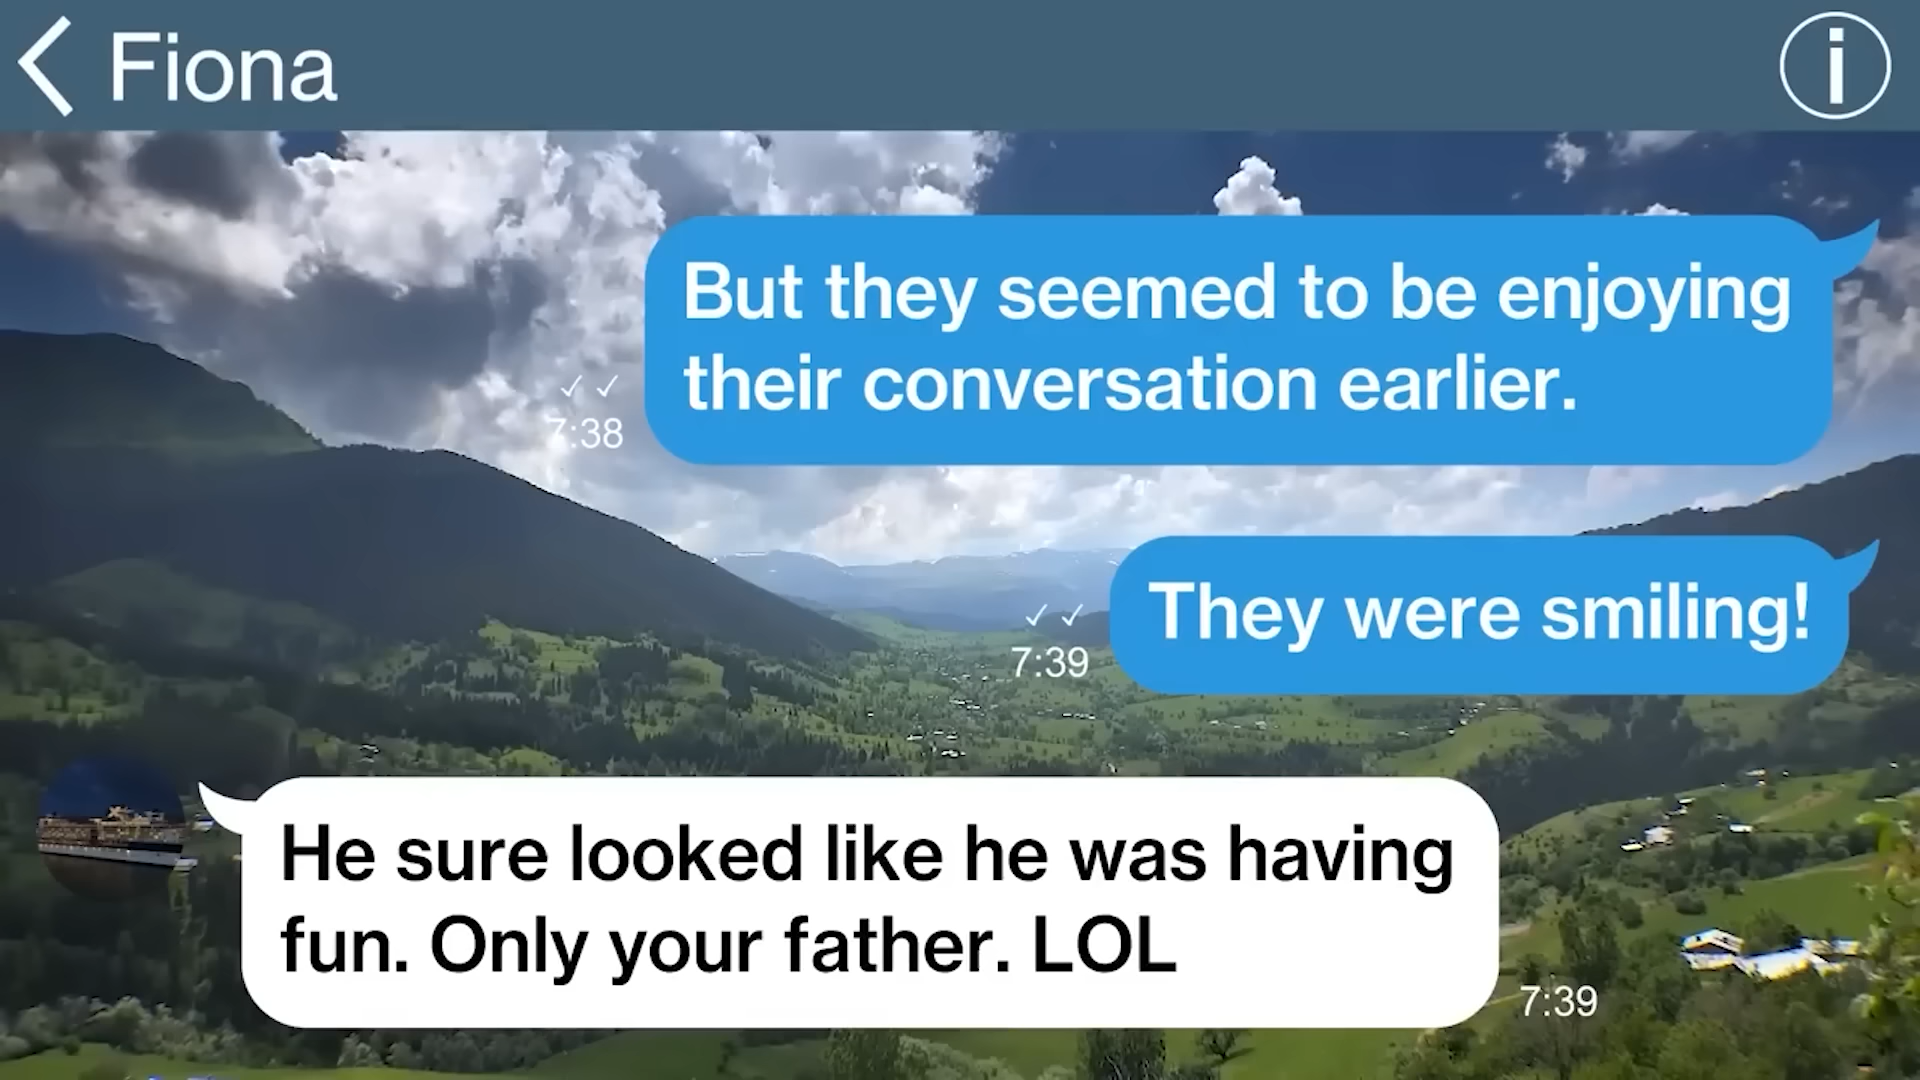 Fiona
But they seemed to be enjoying
their conversation earlier.
7:38
They were smiling!
7:39
He sure looked like he was having
fun. Only your father. LOL
7:39